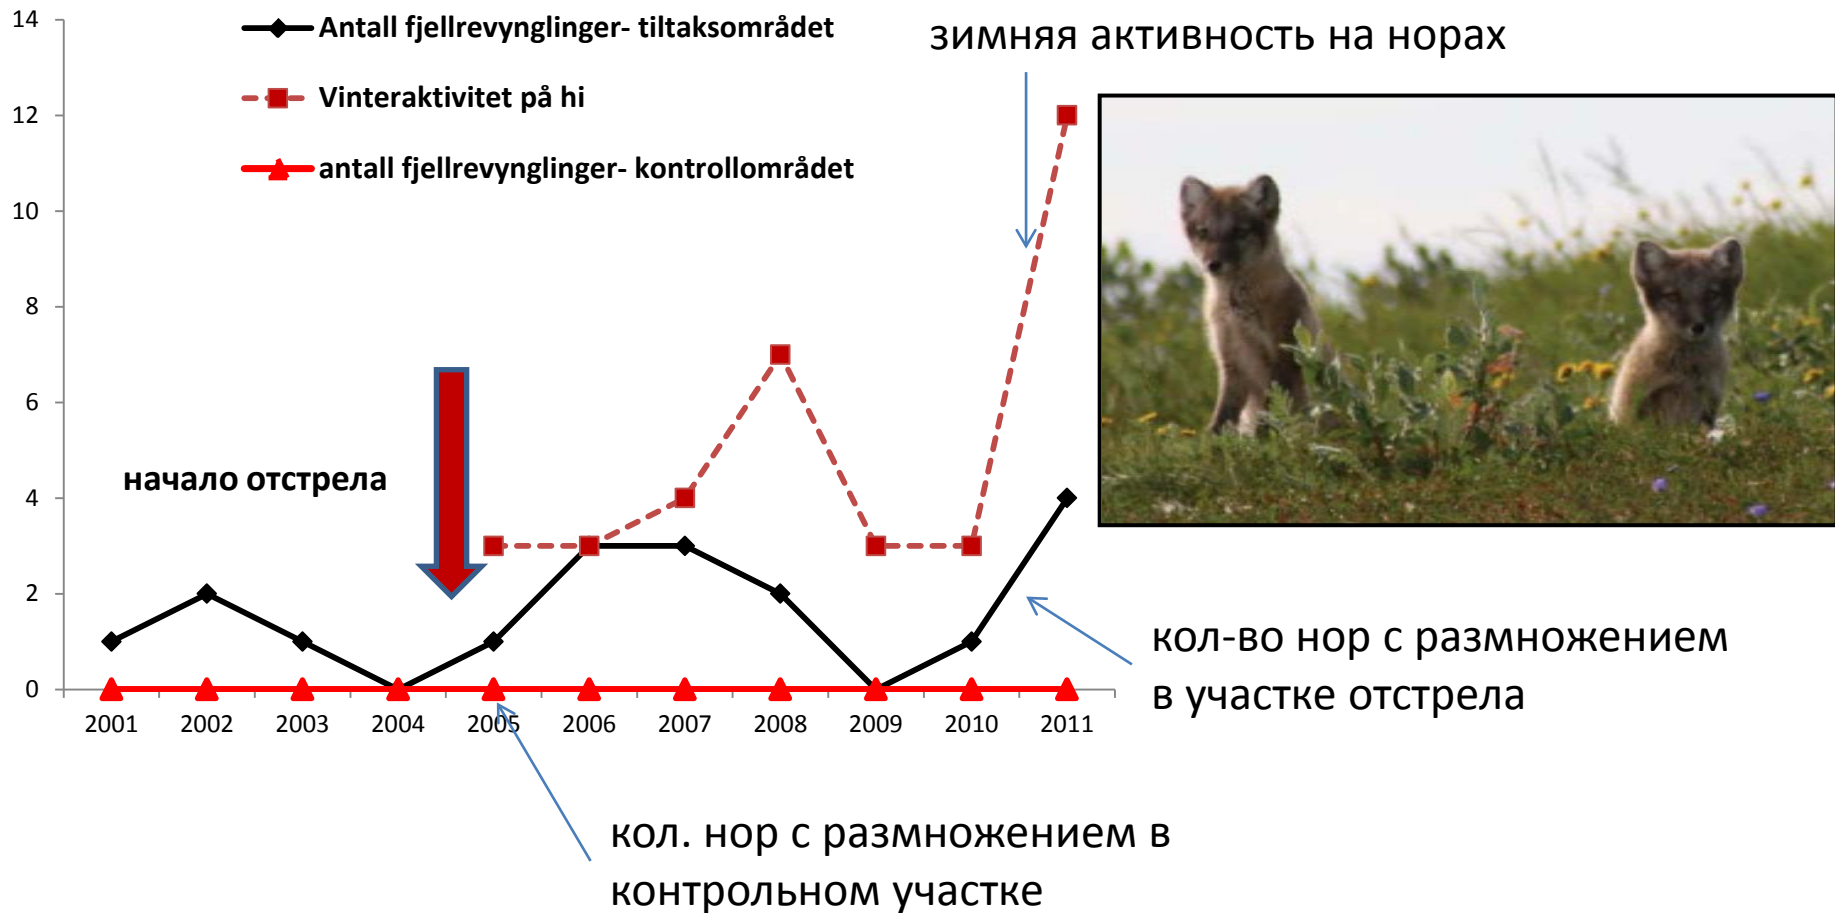 14
12
10
8
6
4
2
0
Antall fjellrevynglinger- tiltaksområdet
Vinteraktivitet på hi
antall fjellrevynglinger- kontrollområdet
зимняя активность на норах
начало отстрела
2001 2002 2003 2004 2005 2006 2007 2008 2009 2010 2011
кол-во нор с размножением
в участке отстрела
кол. нор с размножением в
контрольном участке